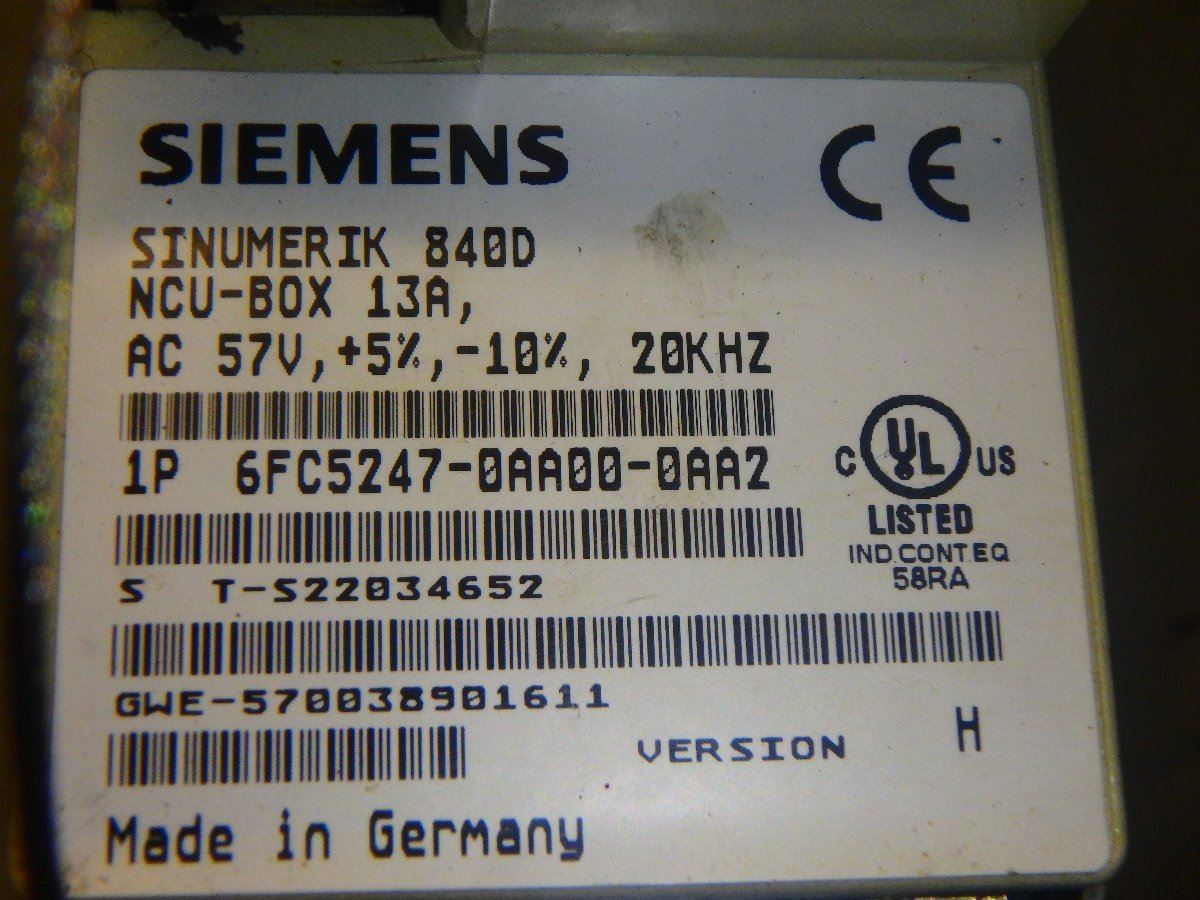 SIEMENS
CE
SINUMERIK 840D
NCU-BOX 13A,
AC 57V,+5%,-10%, 20KHZ
1P 6FC5247-0AA00-0AA2
C UL US
LISTED
IND.CONT.EQ
58RA
S T-S22034652
GWE-570038901611
VERSION H
Made in Germany